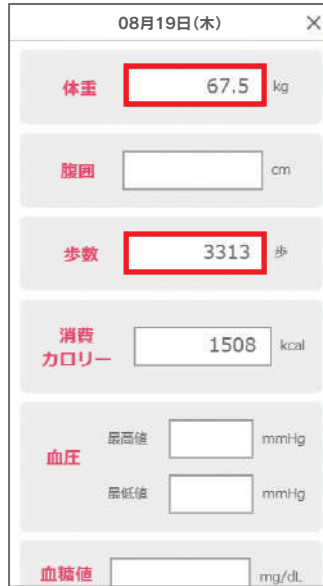 08月19日(木) ×
体重 67.5 kg
腹囲 cm
歩数 3313 歩
消費
カロリー 1508 kcal
最高値 mmHg
血圧
最低値 mmHg
血糖値 mg/dL